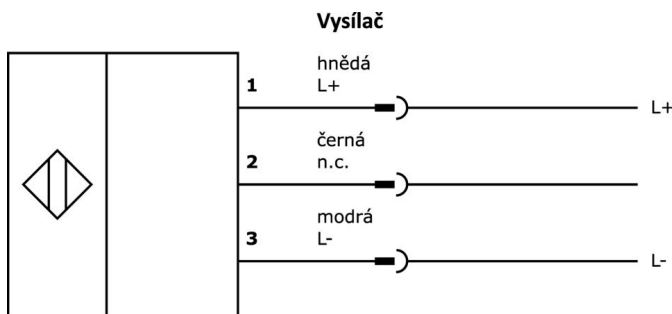 Vysílač
hnědá
1 L+ L+
černá
2 n.c.
modrá
3 L- L-